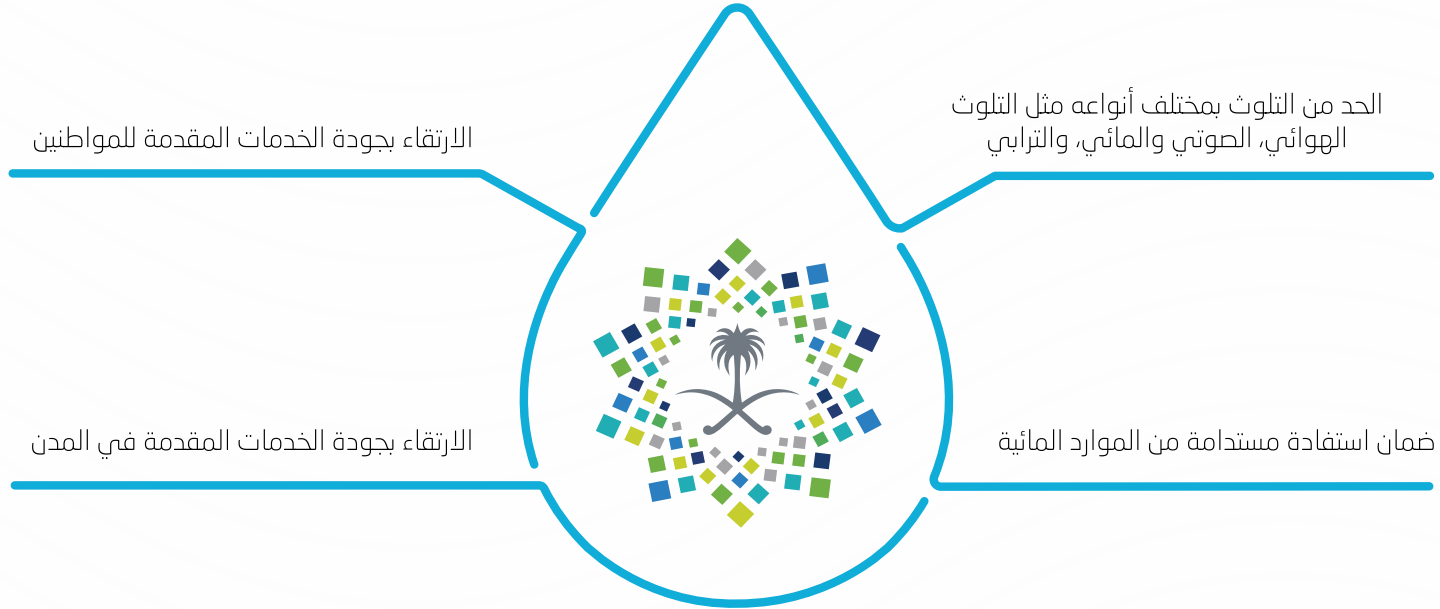 الحد من التلوث بمختلف أنواعه مثل التلوث
الهوائي، الصوتي والمائي، والترابي
الارتقاء بجودة الخدمات المقدمة للمواطنين
ضمان استفادة مستدامة من الموارد المائية
الارتقاء بجودة الخدمات المقدمة في المدن